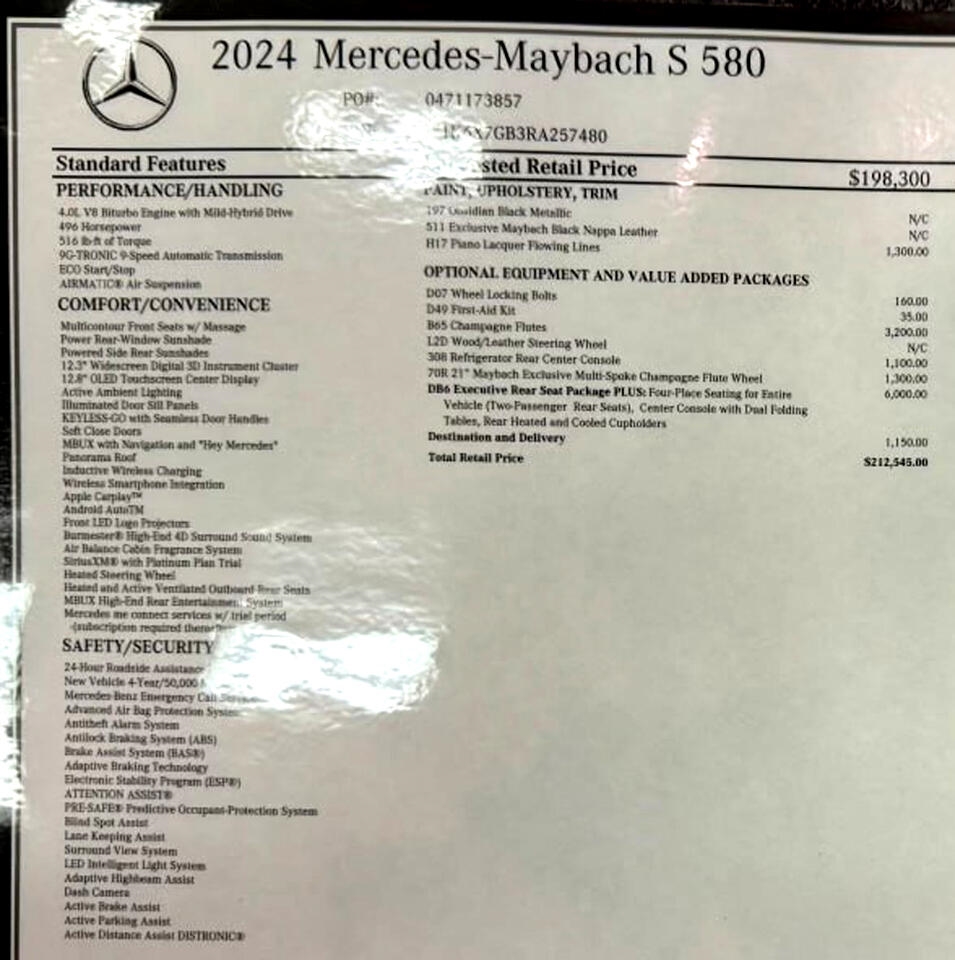 2024 Mercedes-Maybach S 580
PO#: 0471173857
X7GB3RA257480
Standard Features
PERFORMANCE/HANDLING
4.0L V8 Biturbo Engine with Mild-Hybrid Drive
496 Horsepower
516 lb-ft of Torque
9G-TRONIC 9-Speed Automatic Transmission
ECO Start/Stop
AIRMATIC® Air Suspension
COMFORT/CONVENIENCE
Multicontour Front Seats w/ Massage
Power Rear-Window Sunshade
Powered Side Rear Sunshades
12.3" Widescreen Digital 3D Instrument Cluster
12.8" OLED Touchscreen Center Display
Active Ambient Lighting
Illuminated Door Sill Panels
KEYLESS-GO with Seamless Door Handles
Soft Close Doors
MBUX with Navigation and "Hey Mercedes"
Panorama Roof
Inductive Wireless Charging
Wireless Smartphone Integration
Apple Carplay™
Android AutoTM
Front LED Logo Projectors
Burmester® High-End 4D Surround Sound System
Air Balance Cabin Fragrance System
SiriusXM® with Platinum Plan Trial
Heated Steering Wheel
Heated and Active Ventilated Outboard Rear Seats
MBUX High-End Rear Entertainment System
Mercedes me connect services w/ trial period
-(subscription required
SAFETY/SECURITY
24-Hour Roadside Assistance
New Vehicle 4-Year/50,000
Mercedes-Benz Emergency Call
Advanced Air Bag Protection System
Antitheft Alarm System
Antilock Braking System (ABS)
Brake Assist System (BAS®)
Adaptive Braking Technology
Electronic Stability Program (ESP®)
ATTENTION ASSIST®
PRE-SAFE® Predictive Occupant-Protection System
Blind Spot Assist
Lane Keeping Assist
Surround View System
LED Intelligent Light System
Adaptive Highbeam Assist
Dash Camera
Active Brake Assist
Active Parking Assist
Active Distance Assist DISTRONIC®
Retail Price $198,300
PAINT, UPHOLSTERY, TRIM
197 Obsidian Black Metallic N/C
511 Exclusive Maybach Black Nappa Leather N/C
H17 Piano Lacquer Flowing Lines 1,300.00
OPTIONAL EQUIPMENT AND VALUE ADDED PACKAGES
D07 Wheel Locking Bolts 160.00
D49 First-Aid Kit 35.00
B65 Champagne Flutes 3,200.00
L2D Wood/Leather Steering Wheel N/C
308 Refrigerator Rear Center Console 1,100.00
70R 21" Maybach Exclusive Multi-Spoke Champagne Flute Wheel 1,300.00
DB6 Executive Rear Seat Package PLUS: Four-Place Seating for Entire 6,000.00
Vehicle (Two-Passenger Rear Seats), Center Console with Dual Folding
Tables, Rear Heated and Cooled Cupholders
Destination and Delivery 1,150.00
Total Retail Price $212,545.00